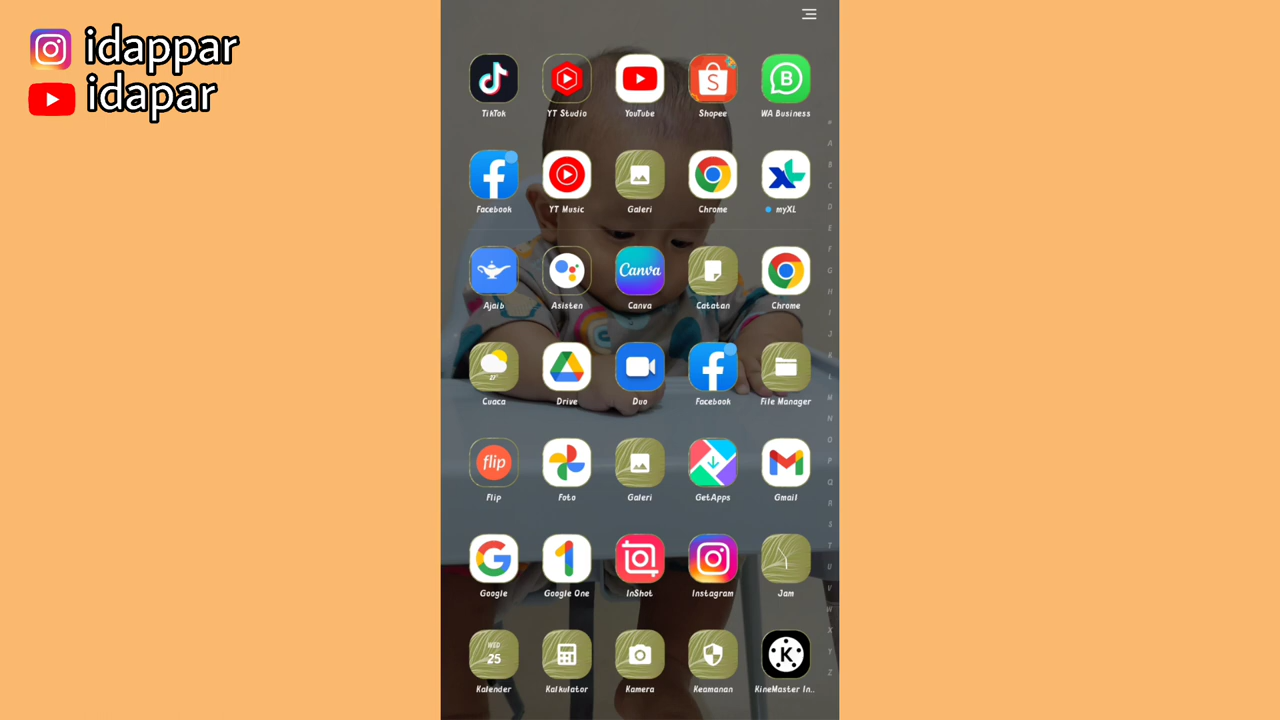 idappar
idapar
TikTok YT Studio YouTube Shopee WA Business
Facebook YT Music Galeri Chrome myXL
Canva
Ajaib Asisten Canva Catatan Chrome
27°
Cuaca Drive Duo Facebook File Manager
flip
Flip Foto Galeri GetApps Gmail
Google Google One InShot Instagram Jam
WED
25
Kalender Kalkulator Kamera Keamanan KineMaster In..
#
A
B
C
D
E
F
G
H
I
J
K
L
M
N
O
P
Q
R
S
T
U
V
W
X
Y
Z